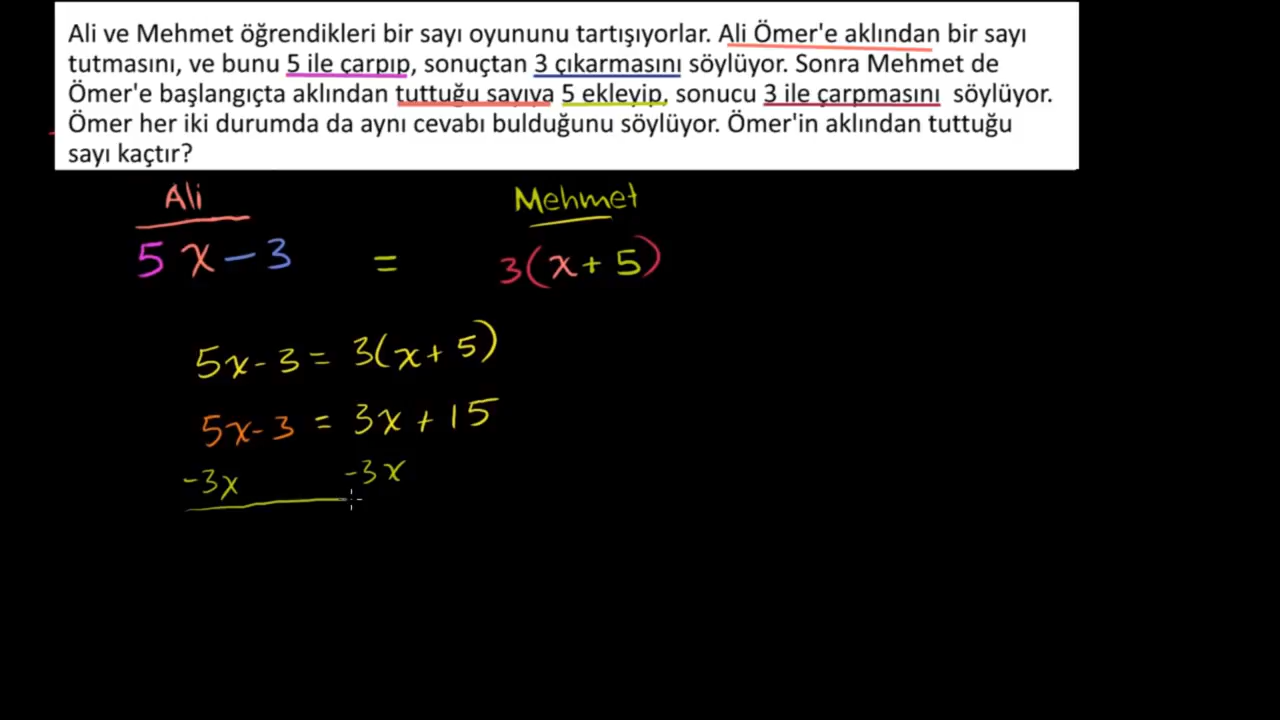 Ali ve Mehmet öğrendikleri bir sayı oyununu tartışıyorlar. Ali Ömer'e aklından bir sayı
tutmasını, ve bunu 5 ile çarpıp, sonuçtan 3 çıkarmasını söylüyor. Sonra Mehmet de
Ömer'e başlangıçta aklından tuttuğu sayıya 5 ekleyip, sonucu 3 ile çarpmasını söylüyor.
Ömer her iki durumda da aynı cevabı bulduğunu söylüyor. Ömer'in aklından tuttuğu
sayı kaçtır?
Ali Mehmet
5x-3 = 3(x+5)
5x-3 = 3(x+5)
5x-3 = 3x+15
-3x -3x